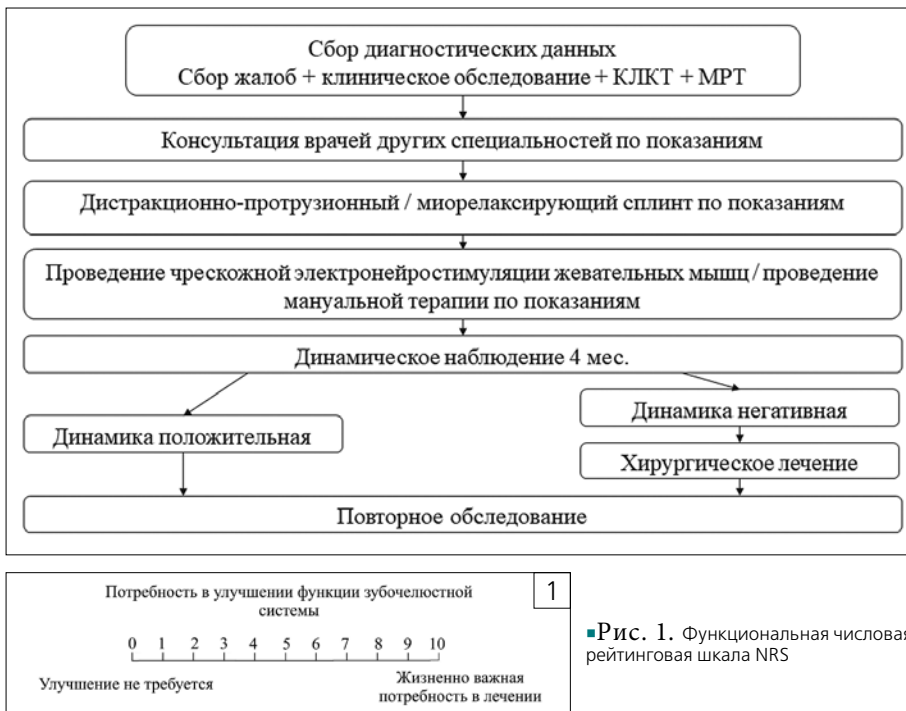 Сбор диагностических данных
Сбор жалоб + клиническое обследование + КЛКТ + МРТ
Консультация врачей других специальностей по показаниям
Дистракционно-протрузионный / миорелаксирующий сплинт по показаниям
Проведение чрескожной электронейростимуляции жевательных мышц / проведение
мануальной терапии по показаниям
Динамическое наблюдение 4 мес.
Динамика положительная
Динамика негативная
Хирургическое лечение
Повторное обследование
1
Потребность в улучшении функции зубочелюстной
системы
0 1 2 3 4 5 6 7 8 9 10
Улучшение не требуется
Жизненно важная
потребность в лечении
Рис. 1. Функциональная числовая
рейтинговая шкала NRS